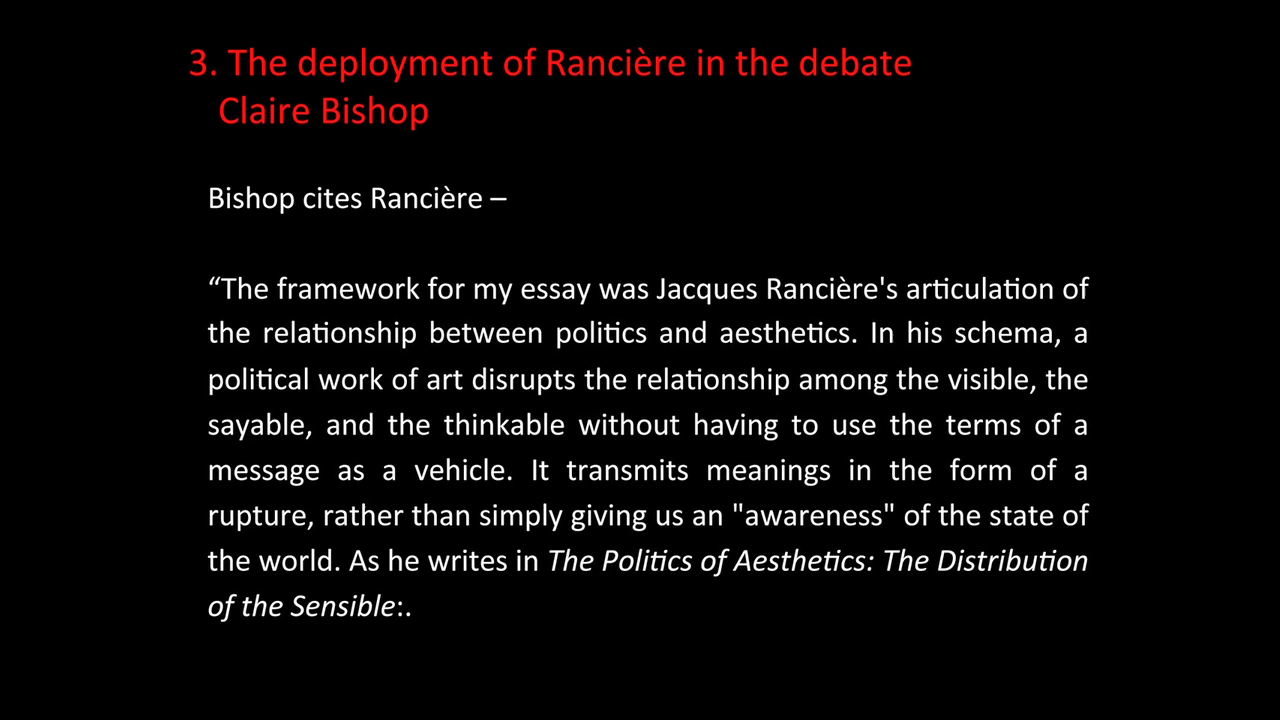 3. The deployment of Rancière in the debate
Claire Bishop
Bishop cites Rancière –
“The framework for my essay was Jacques Rancière's articulation of
the relationship between politics and aesthetics. In his schema, a
political work of art disrupts the relationship among the visible, the
sayable, and the thinkable without having to use the terms of a
message as a vehicle. It transmits meanings in the form of a
rupture, rather than simply giving us an "awareness" of the state of
the world. As he writes in The Politics of Aesthetics: The Distribution
of the Sensible:.